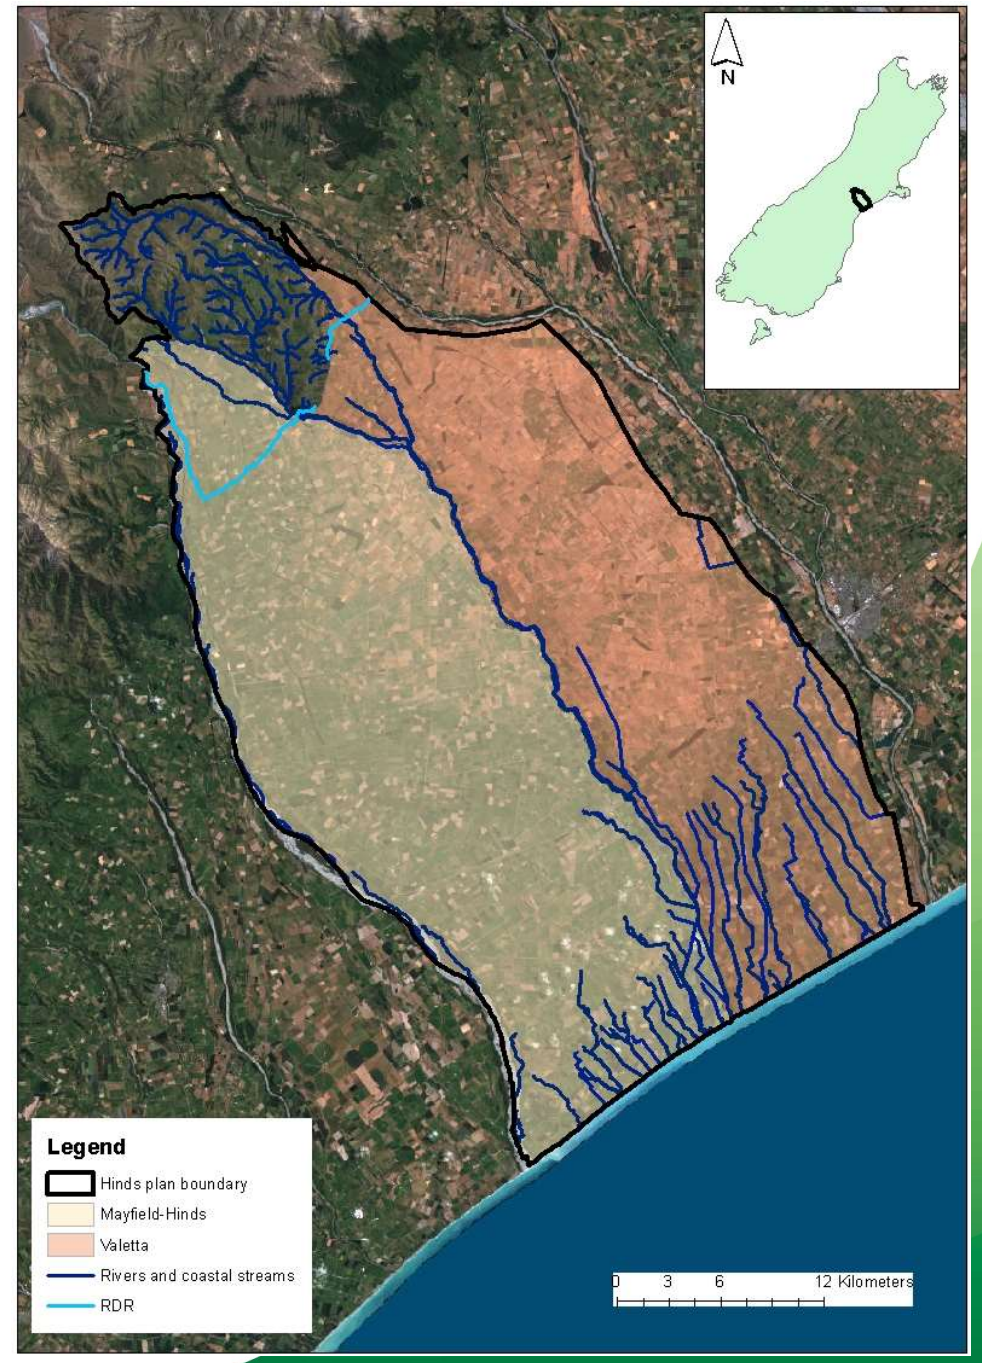 N
Legend
Hinds plan boundary
Mayfield-Hinds
Valetta
Rivers and coastal streams
RDR
0 3 6 12 Kilometers